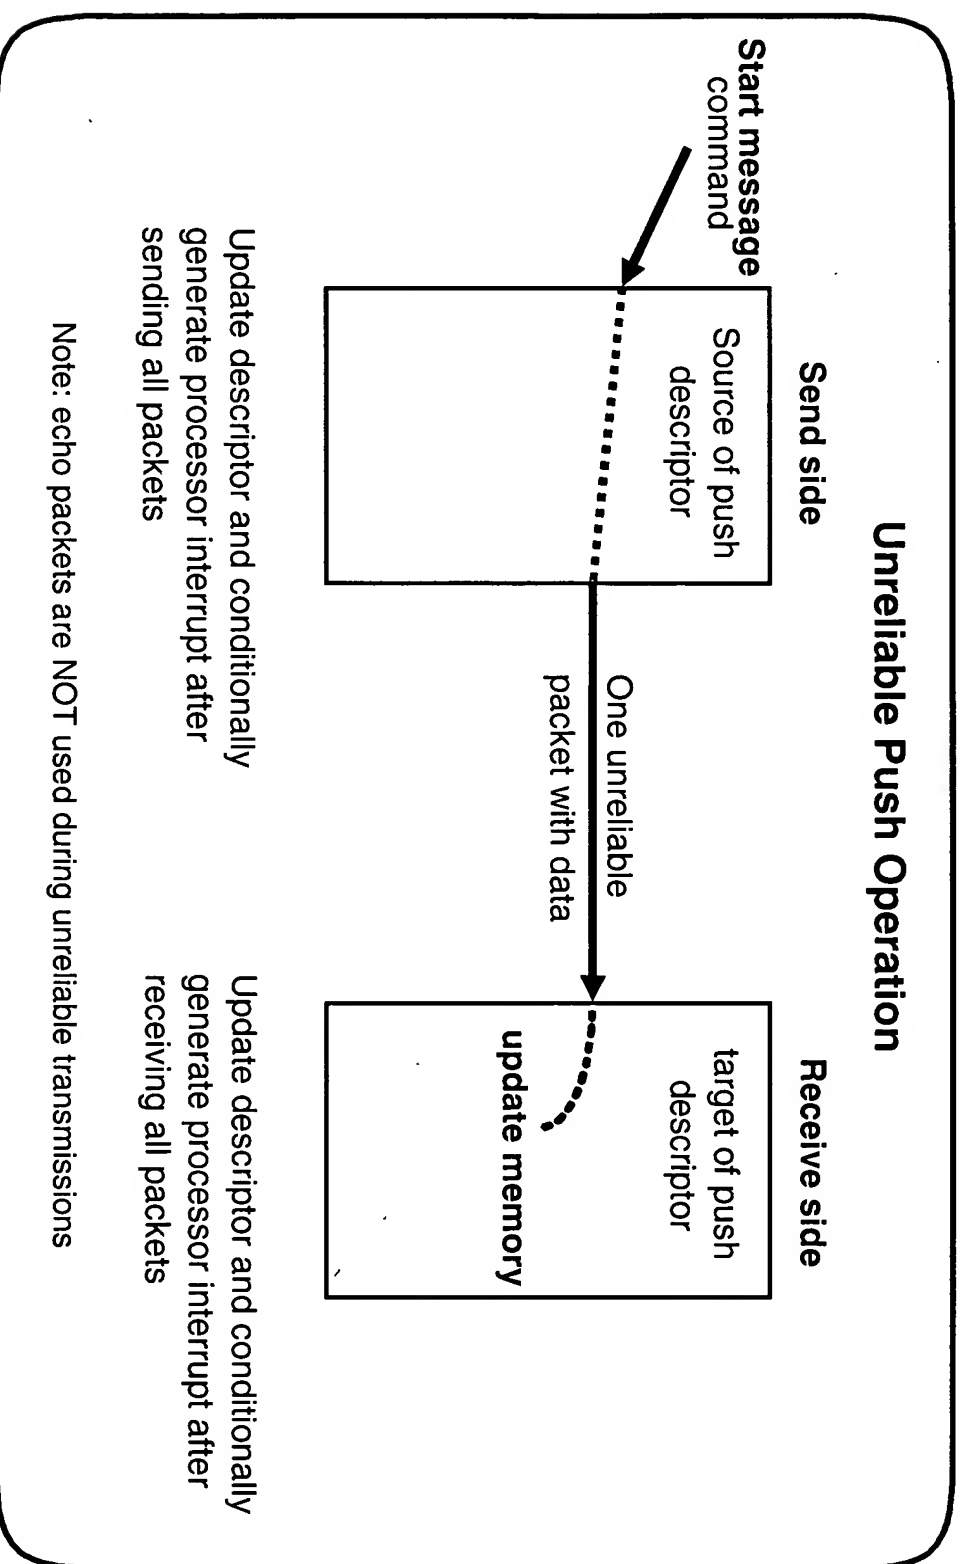 Unreliable Push Operation
Send side
Receive side
Start message
command
Source of push
descriptor
One unreliable
packet with data
target of push
descriptor
update memory
Update descriptor and conditionally
generate processor interrupt after
sending all packets
Update descriptor and conditionally
generate processor interrupt after
receiving all packets
Note: echo packets are NOT used during unreliable transmissions